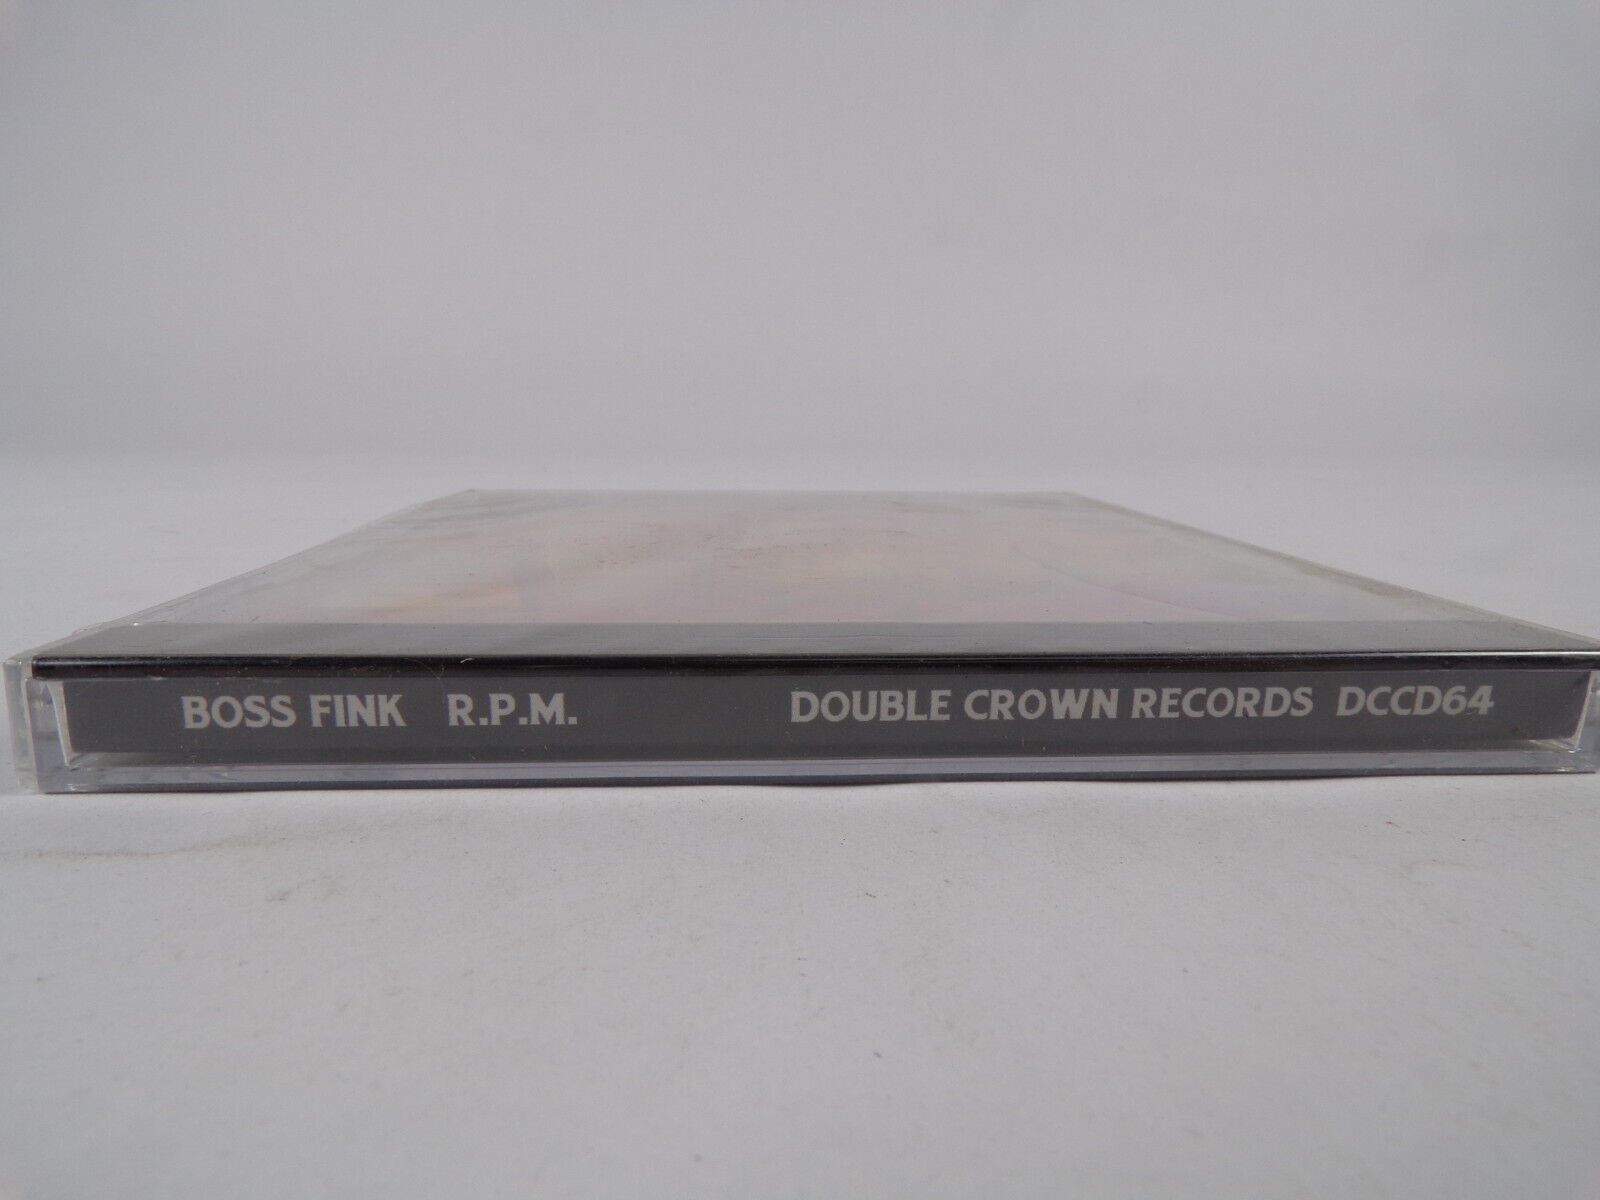 BOSS FINK R.P.M. DOUBLE CROWN RECORDS DCCD64